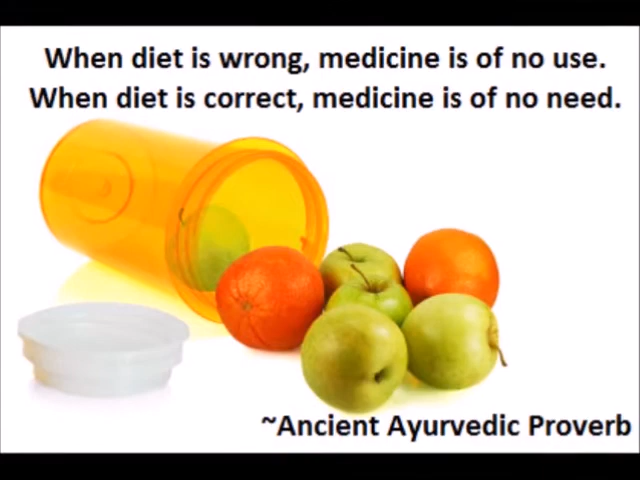 When diet is wrong, medicine is of no use.
When diet is correct, medicine is of no need.
~Ancient Ayurvedic Proverb